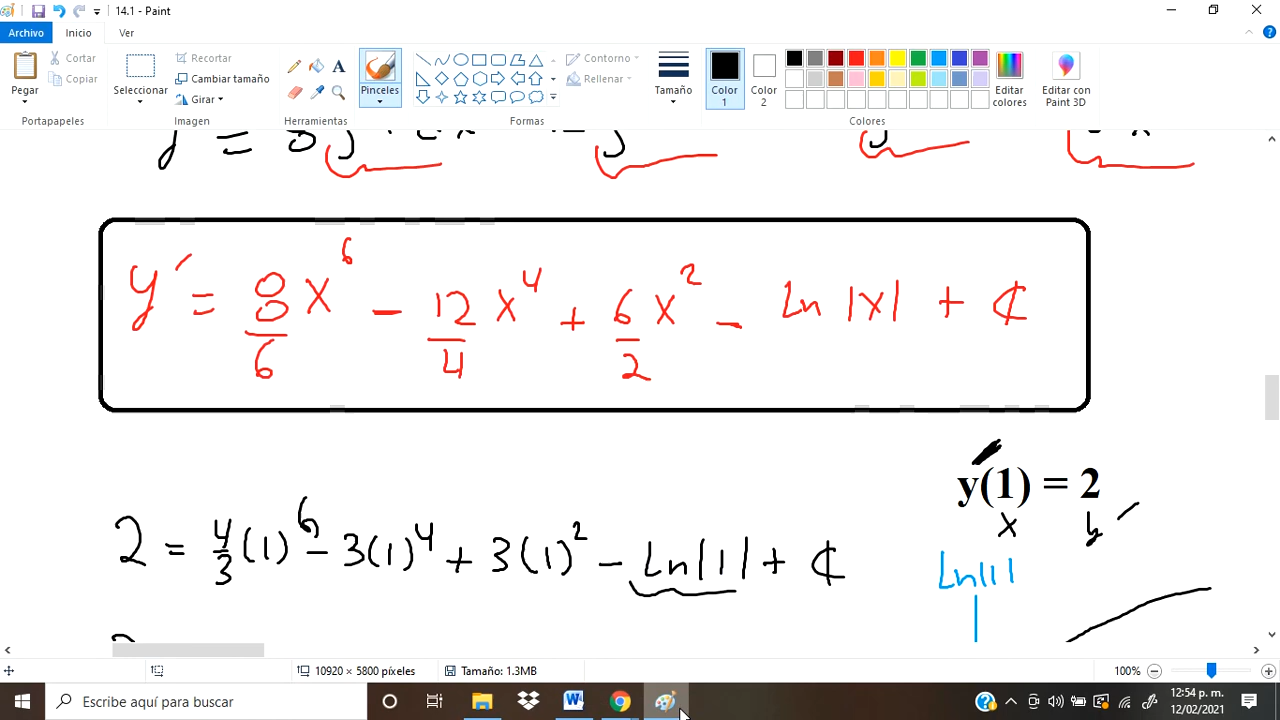 14.1 - Paint
Archivo Inicio Ver
Pegar Cortar Copiar Seleccionar Recortar Cambiar tamaño Girar Pinceles Contorno Rellenar Tamaño Color 1 Color 2 Editar colores Editar con Paint 3D
Portapapeles Imagen Herramientas Formas Colores
y' = 8/6 x^6 - 12/4 x^4 + 6/2 x^2 - Ln |x| + ₵
y(1) = 2
x y'
2 = 4/3 (1)^6 - 3(1)^4 + 3(1)^2 - Ln|1| + ₵
Ln|1|
10920 × 5800 píxeles Tamaño: 1.3MB 100%
Escribe aquí para buscar
12:54 p. m.
12/02/2021